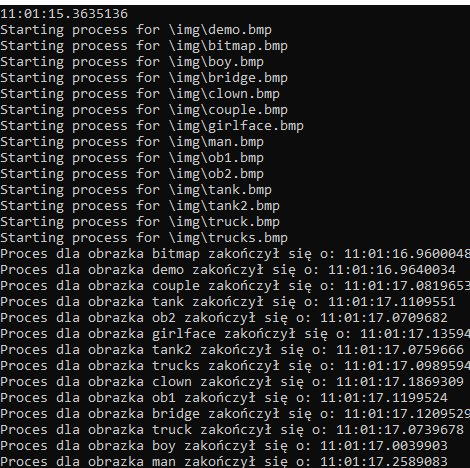 11:01:15.3635136
Starting process for \img\demo.bmp
Starting process for \img\bitmap.bmp
Starting process for \img\boy.bmp
Starting process for \img\bridge.bmp
Starting process for \img\clown.bmp
Starting process for \img\couple.bmp
Starting process for \img\girlface.bmp
Starting process for \img\man.bmp
Starting process for \img\ob1.bmp
Starting process for \img\ob2.bmp
Starting process for \img\tank.bmp
Starting process for \img\tank2.bmp
Starting process for \img\truck.bmp
Starting process for \img\trucks.bmp
Proces dla obrazka bitmap zakończył się o: 11:01:16.9600048
Proces dla obrazka demo zakończył się o: 11:01:16.9640034
Proces dla obrazka couple zakończył się o: 11:01:17.0819653
Proces dla obrazka tank zakończył się o: 11:01:17.1109551
Proces dla obrazka ob2 zakończył się o: 11:01:17.0709682
Proces dla obrazka girlface zakończył się o: 11:01:17.13594
Proces dla obrazka tank2 zakończył się o: 11:01:17.0759666
Proces dla obrazka trucks zakończył się o: 11:01:17.0989594
Proces dla obrazka clown zakończył się o: 11:01:17.1869309
Proces dla obrazka ob1 zakończył się o: 11:01:17.1199524
Proces dla obrazka bridge zakończył się o: 11:01:17.1209529
Proces dla obrazka truck zakończył się o: 11:01:17.0739678
Proces dla obrazka boy zakończył się o: 11:01:17.0039903
Proces dla obrazka man zakończył się o: 11:01:17.2589083